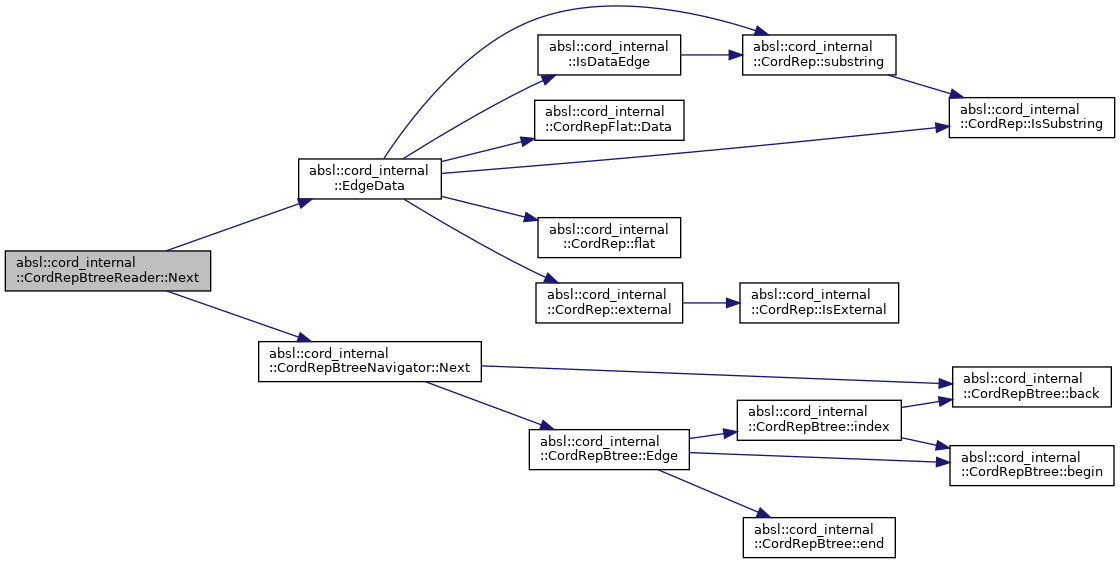 absl::cord_internal
::CordRepBtreeReader::Next
absl::cord_internal
::EdgeData
absl::cord_internal
::IsDataEdge
absl::cord_internal
::CordRep::substring
absl::cord_internal
::CordRepFlat::Data
absl::cord_internal
::CordRep::IsSubstring
absl::cord_internal
::CordRep::flat
absl::cord_internal
::CordRep::external
absl::cord_internal
::CordRep::IsExternal
absl::cord_internal
::CordRepBtreeNavigator::Next
absl::cord_internal
::CordRepBtree::back
absl::cord_internal
::CordRepBtree::index
absl::cord_internal
::CordRepBtree::Edge
absl::cord_internal
::CordRepBtree::begin
absl::cord_internal
::CordRepBtree::end